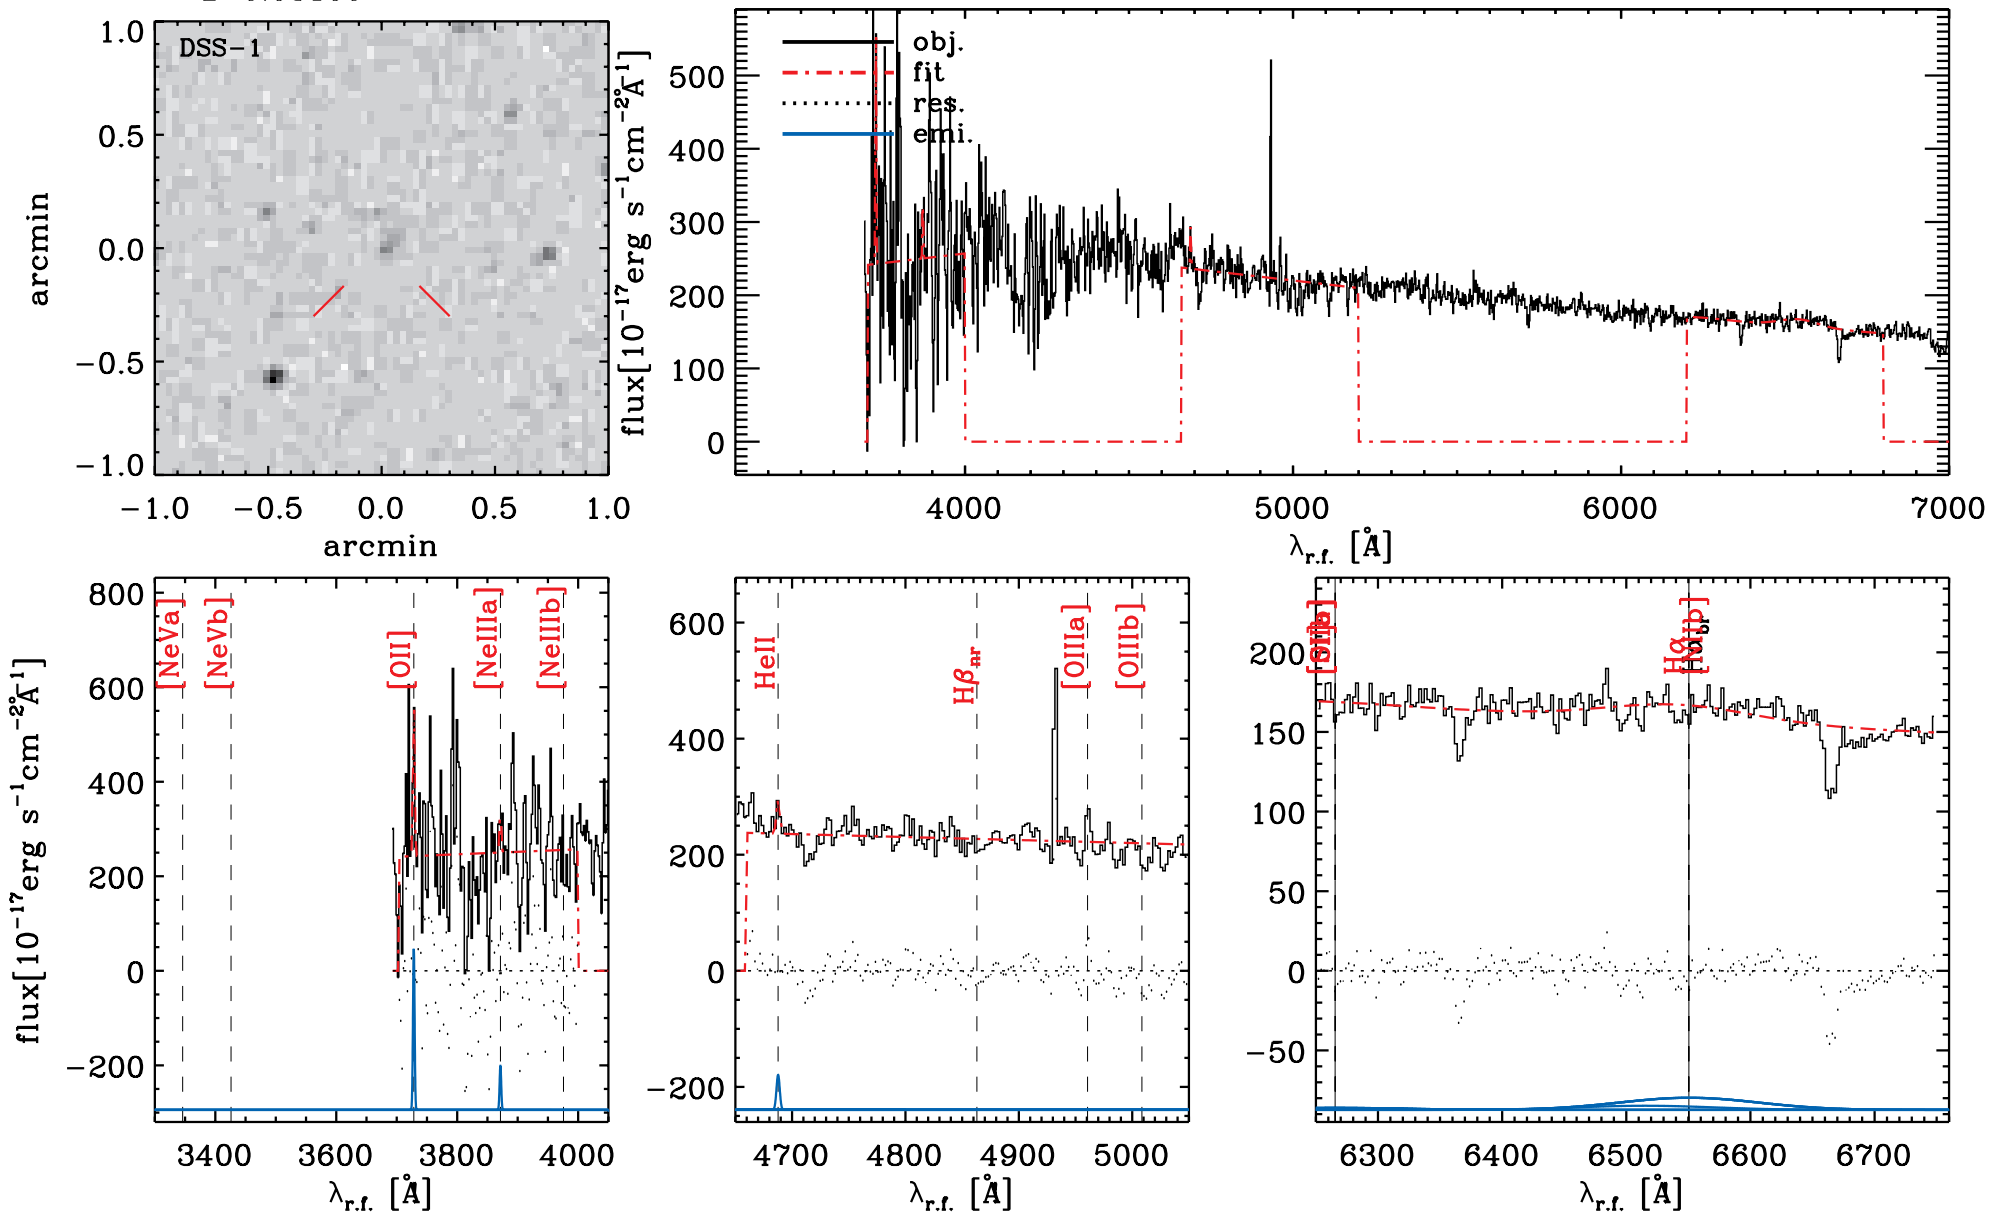 DSS-1
1.0
0.5
0.0
-0.5
-1.0
arcmin
-1.0 -0.5 0.0 0.5 1.0
arcmin
flux[10⁻¹⁷erg s⁻¹cm⁻²Å⁻¹]
500
400
300
200
100
0
obj.
fit
res.
emi.
4000 5000 6000 7000
λr.f. [Å]
flux[10⁻¹⁷erg s⁻¹cm⁻²Å⁻¹]
800
600
400
200
0
-200
[NeVa] [NeVb] [OII] [NeIIIa] [NeIIIb]
3400 3600 3800 4000
λr.f. [Å]
600
400
200
0
-200
HeII Hβnr [OIIIa] [OIIIb]
4700 4800 4900 5000
λr.f. [Å]
200
150
100
50
0
-50
Hα
6300 6400 6500 6600 6700
λr.f. [Å]